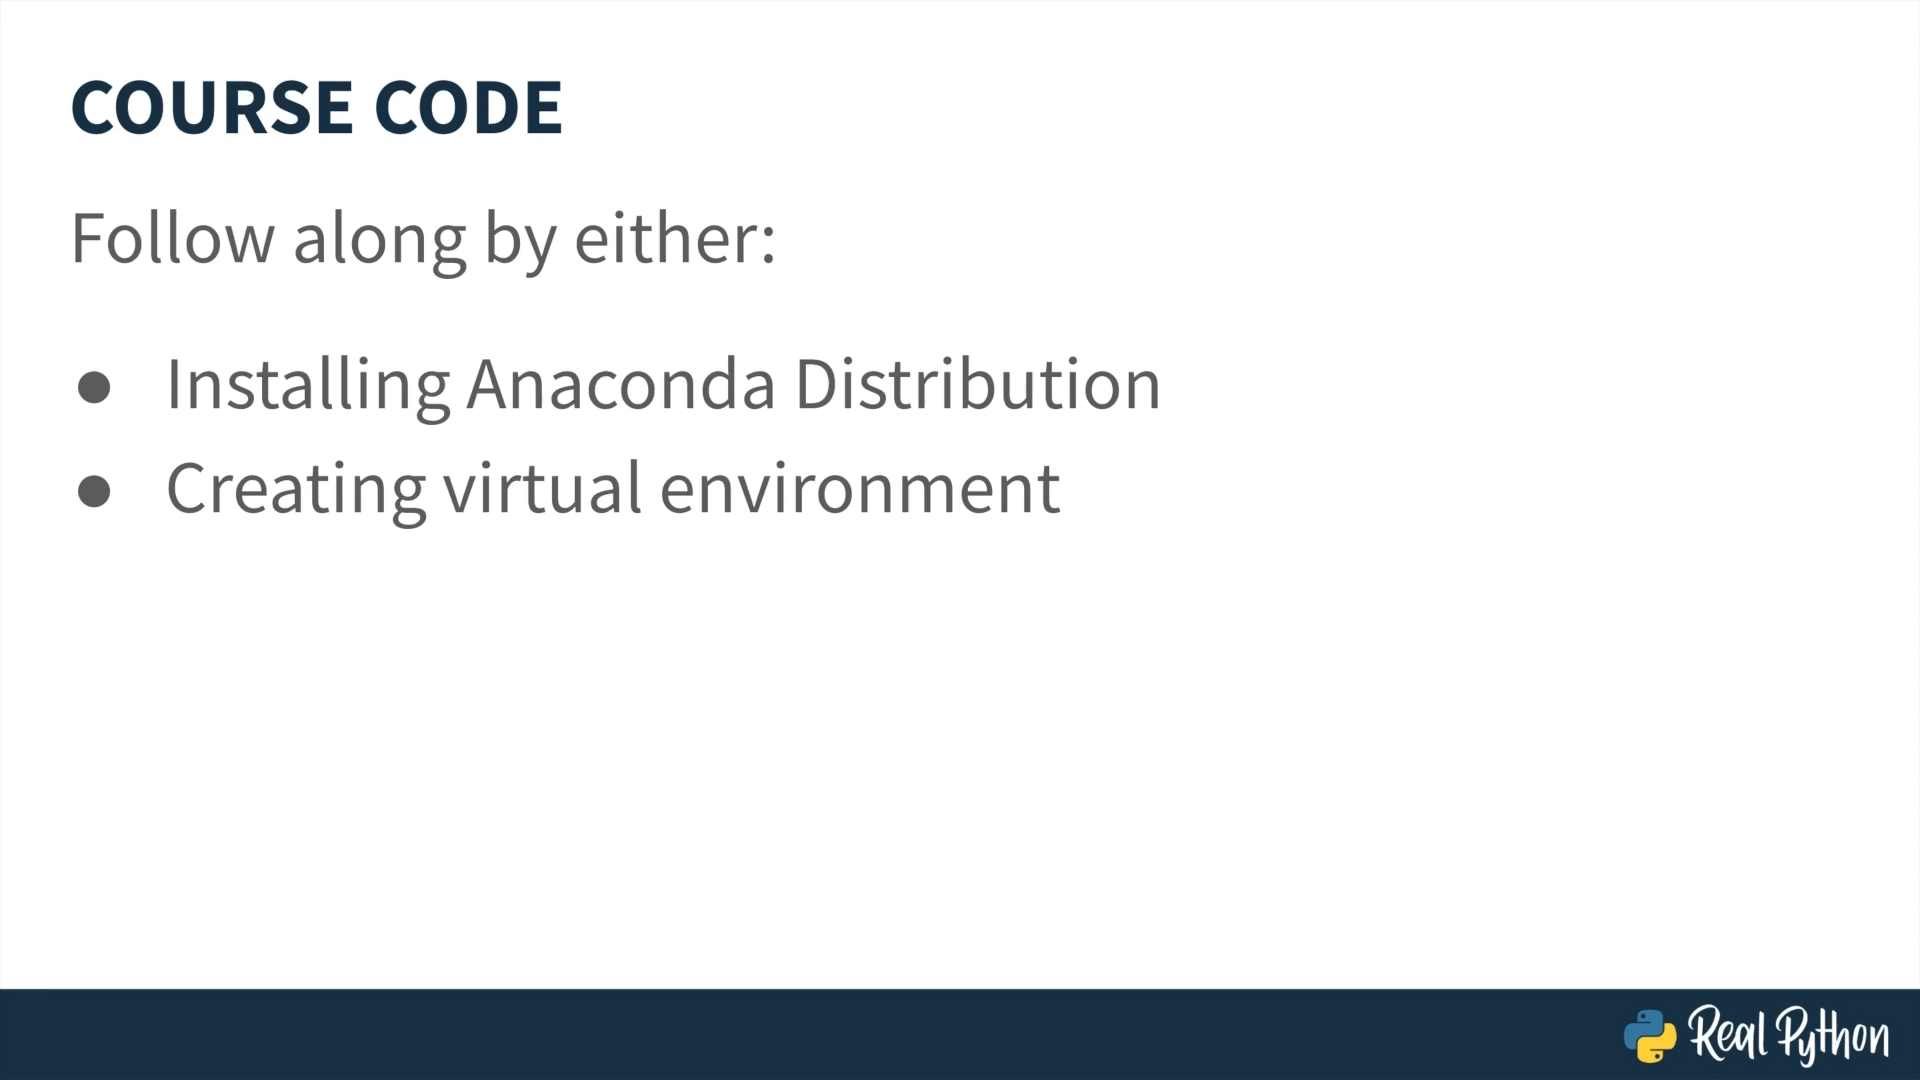 COURSE CODE
Follow along by either:
● Installing Anaconda Distribution
● Creating virtual environment
Real Python